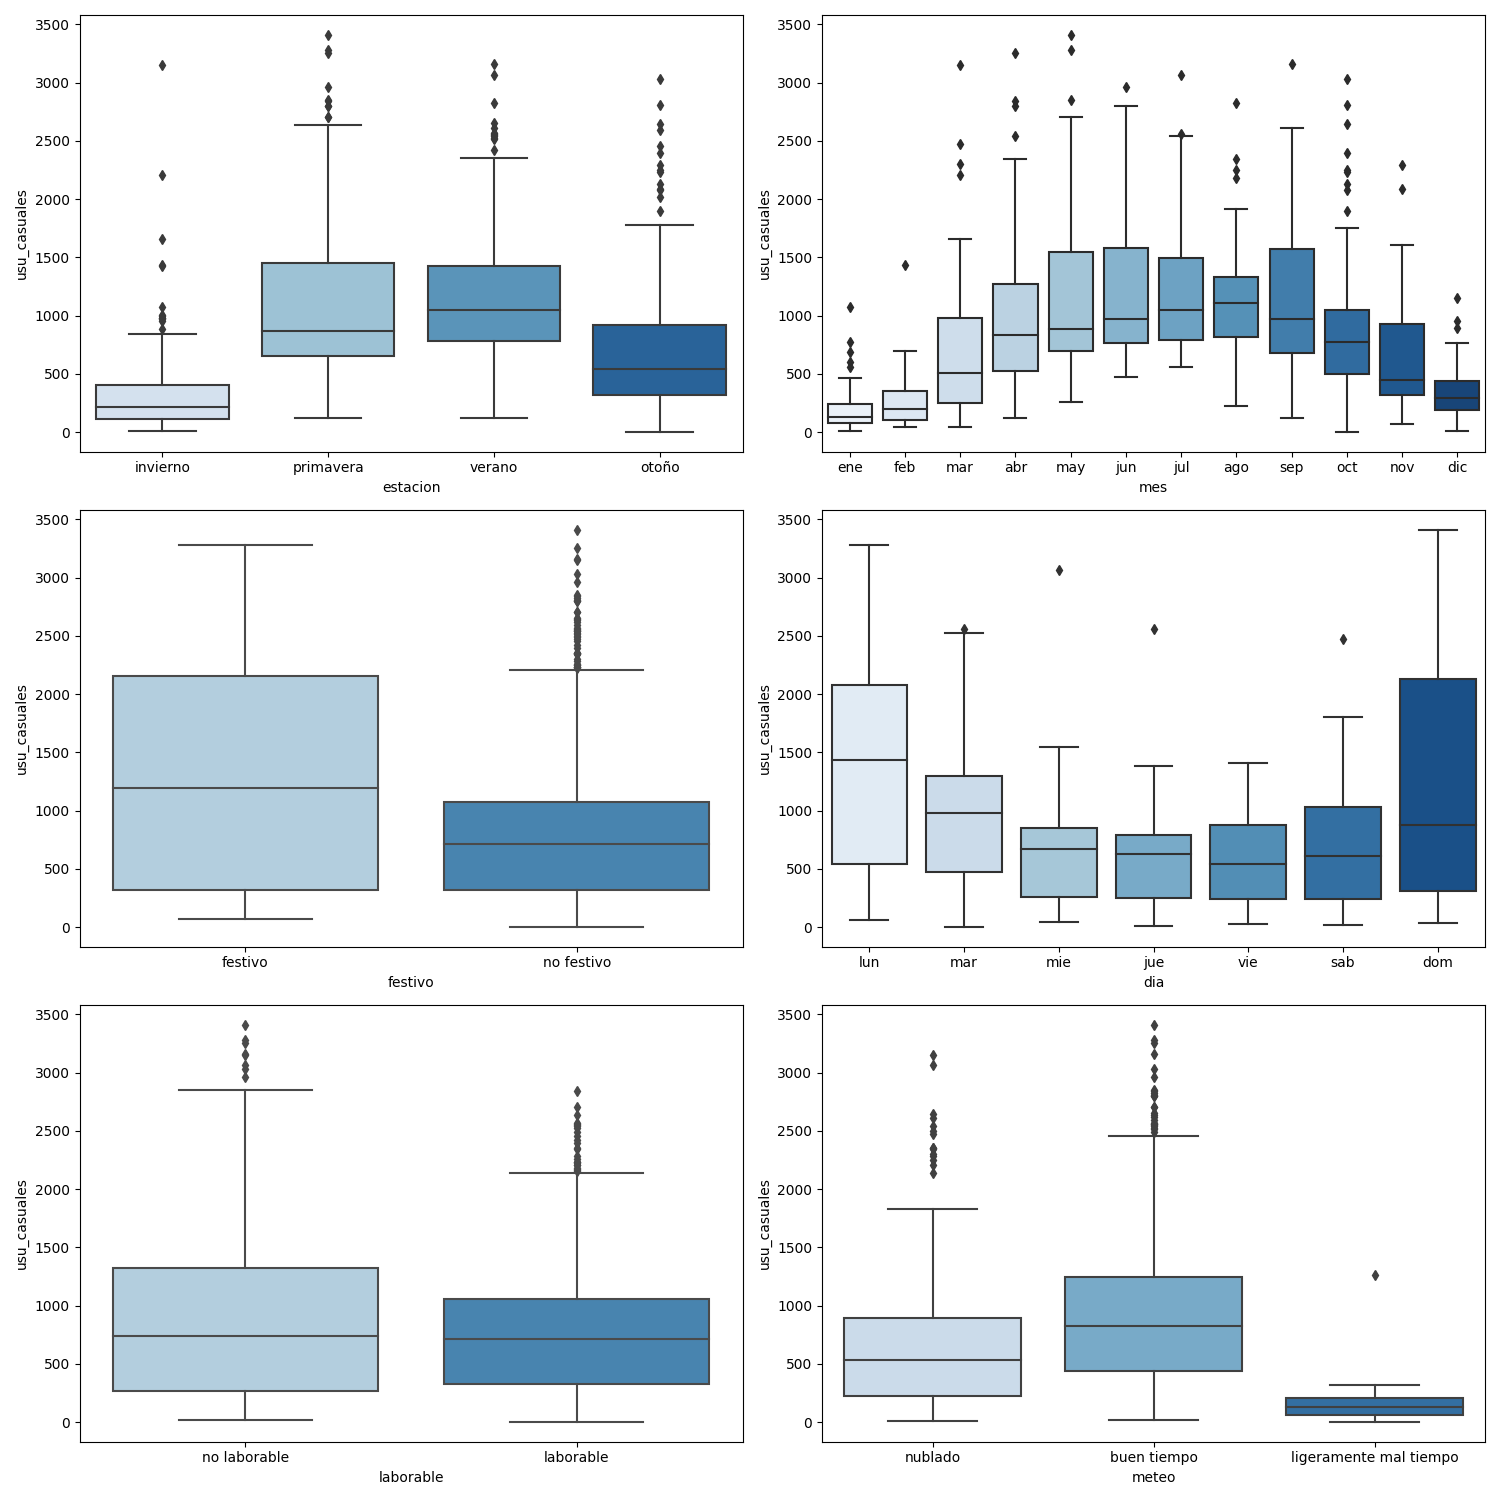 3500
3000
2500
2000
1500
1000
500
0
usu_casuales
invierno primavera verano otoño
estacion
3500
3000
2500
2000
1500
1000
500
0
usu_casuales
ene feb mar abr may jun jul ago sep oct nov dic
mes
3500
3000
2500
2000
1500
1000
500
0
usu_casuales
festivo no festivo
festivo
3500
3000
2500
2000
1500
1000
500
0
usu_casuales
lun mar mie jue vie sab dom
dia
3500
3000
2500
2000
1500
1000
500
0
usu_casuales
no laborable laborable
laborable
3500
3000
2500
2000
1500
1000
500
0
usu_casuales
nublado buen tiempo ligeramente mal tiempo
meteo